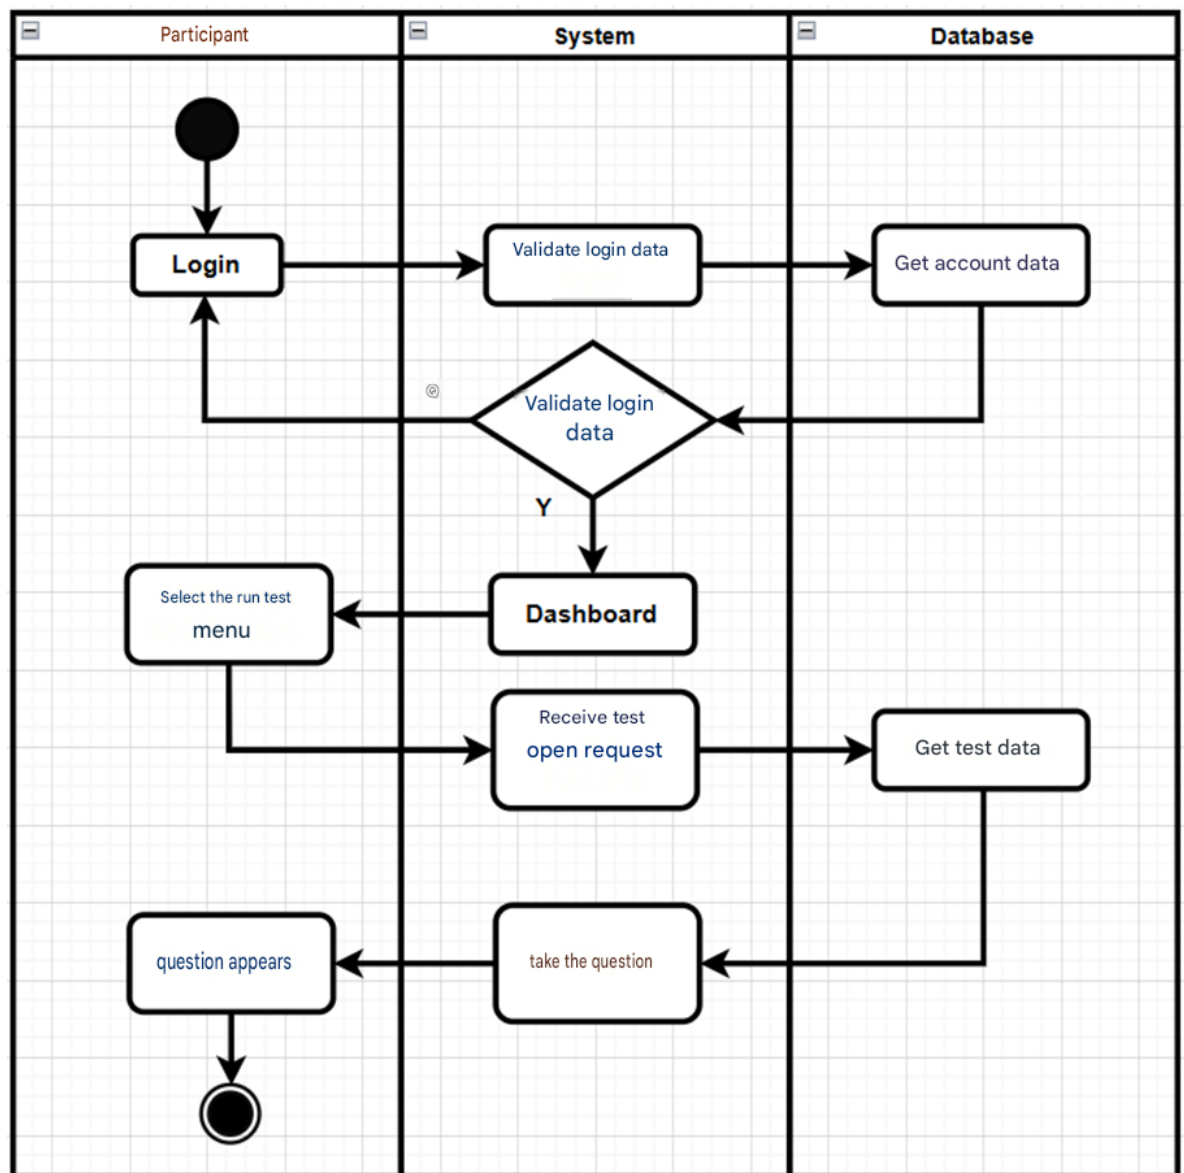 Participant
System
Database
Login
Validate login data
Get account data
Validate login
data
Y
Select the run test
menu
Dashboard
Receive test
open request
Get test data
question appears
take the question